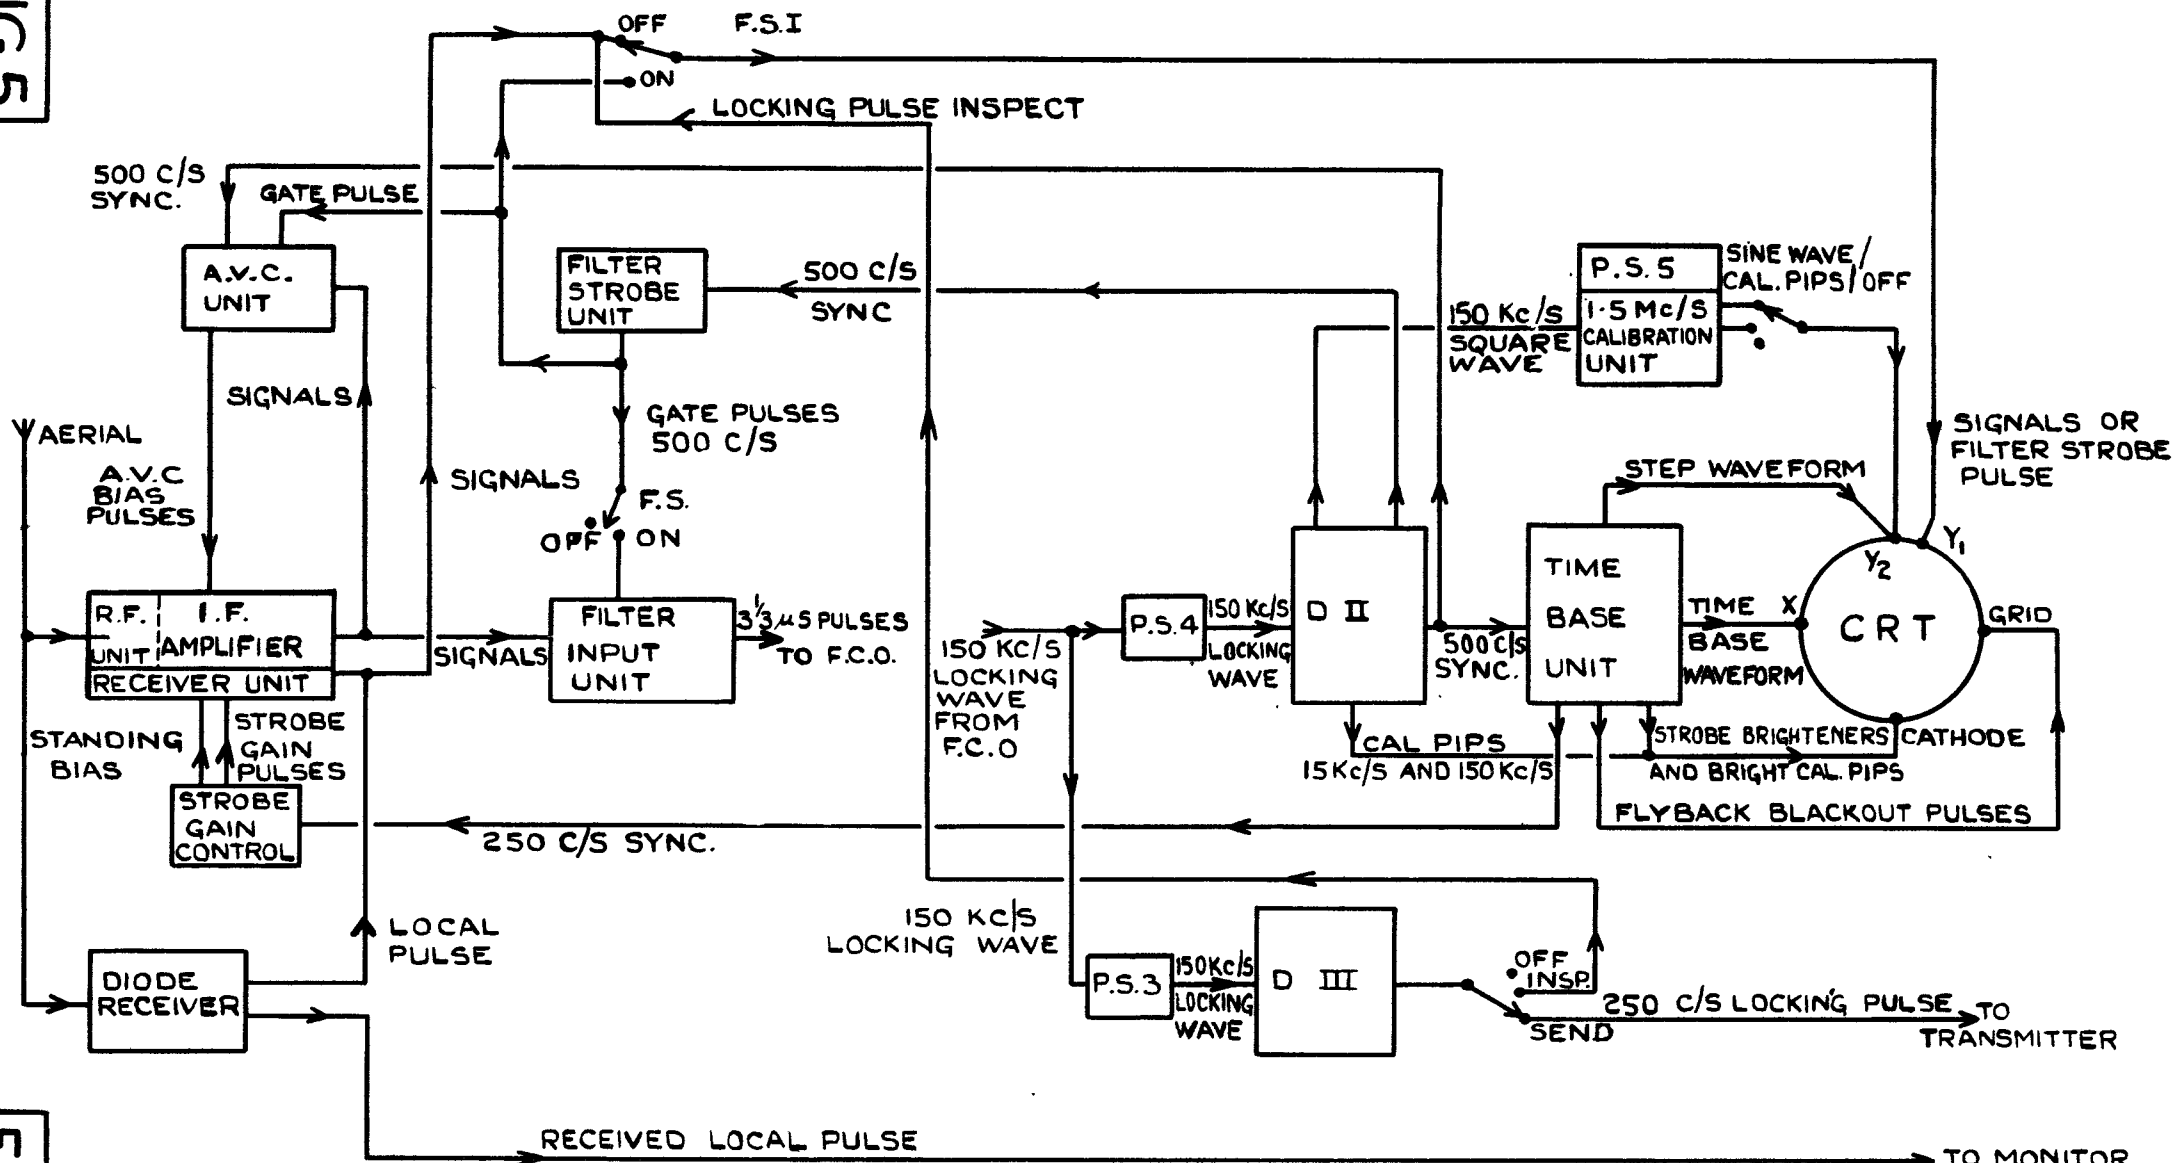 IG 5
OFF
F.S.I
ON
LOCKING PULSE INSPECT
500 C/S
SYNC.
GATE PULSE
A.V.C.
UNIT
FILTER
STROBE
UNIT
500 C/S
SYNC
P.S.5
1·5 Mc/S
CALIBRATION
UNIT
SINE WAVE/
CAL. PIPS/OFF
150 Kc/S
SQUARE
WAVE
SIGNALS
AERIAL
A.V.C
BIAS
PULSES
SIGNALS
GATE PULSES
500 C/S
F.S.
OFF
ON
STEP WAVEFORM
SIGNALS OR
FILTER STROBE
PULSE
Y1
Y2
R.F.
UNIT
I.F.
AMPLIFIER
RECEIVER UNIT
SIGNALS
FILTER
INPUT
UNIT
3⅓ μS PULSES
TO F.C.O.
150 KC/S
LOCKING
WAVE
FROM
F.C.O
P.S.4
150 Kc/S
LOCKING
WAVE
D II
500 C/S
SYNC.
TIME
BASE
UNIT
TIME
BASE
WAVEFORM
X
CRT
GRID
STANDING
BIAS
STROBE
GAIN
PULSES
STROBE
GAIN
CONTROL
250 C/S SYNC.
CAL PIPS
15Kc/S AND 150Kc/S
STROBE BRIGHTENERS
AND BRIGHT CAL. PIPS
CATHODE
FLYBACK BLACKOUT PULSES
LOCAL
PULSE
DIODE
RECEIVER
150 KC/S
LOCKING WAVE
P.S.3
150Kc/S
LOCKING
WAVE
D III
OFF
INSP.
SEND
250 C/S LOCKING PULSE
TO
TRANSMITTER
RECEIVED LOCAL PULSE
TO MONITOR